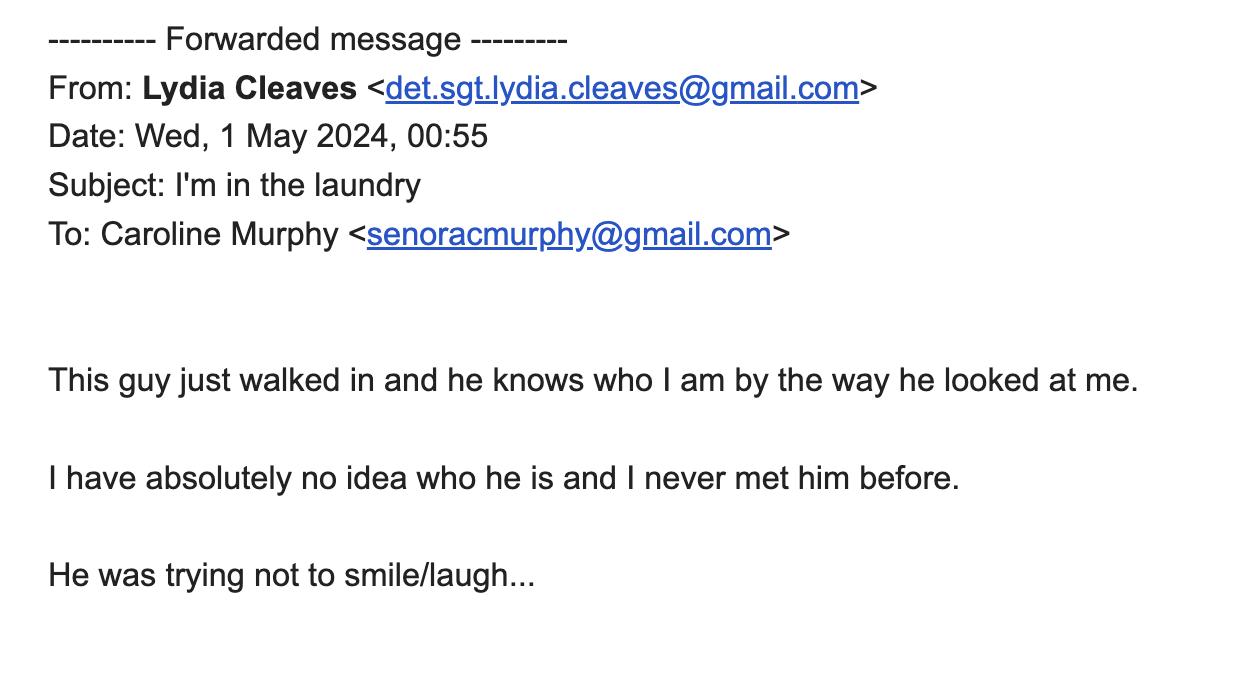 ---------- Forwarded message ---------
From: Lydia Cleaves <det.sgt.lydia.cleaves@gmail.com>
Date: Wed, 1 May 2024, 00:55
Subject: I'm in the laundry
To: Caroline Murphy <senoracmurphy@gmail.com>
This guy just walked in and he knows who I am by the way he looked at me.
I have absolutely no idea who he is and I never met him before.
He was trying not to smile/laugh...